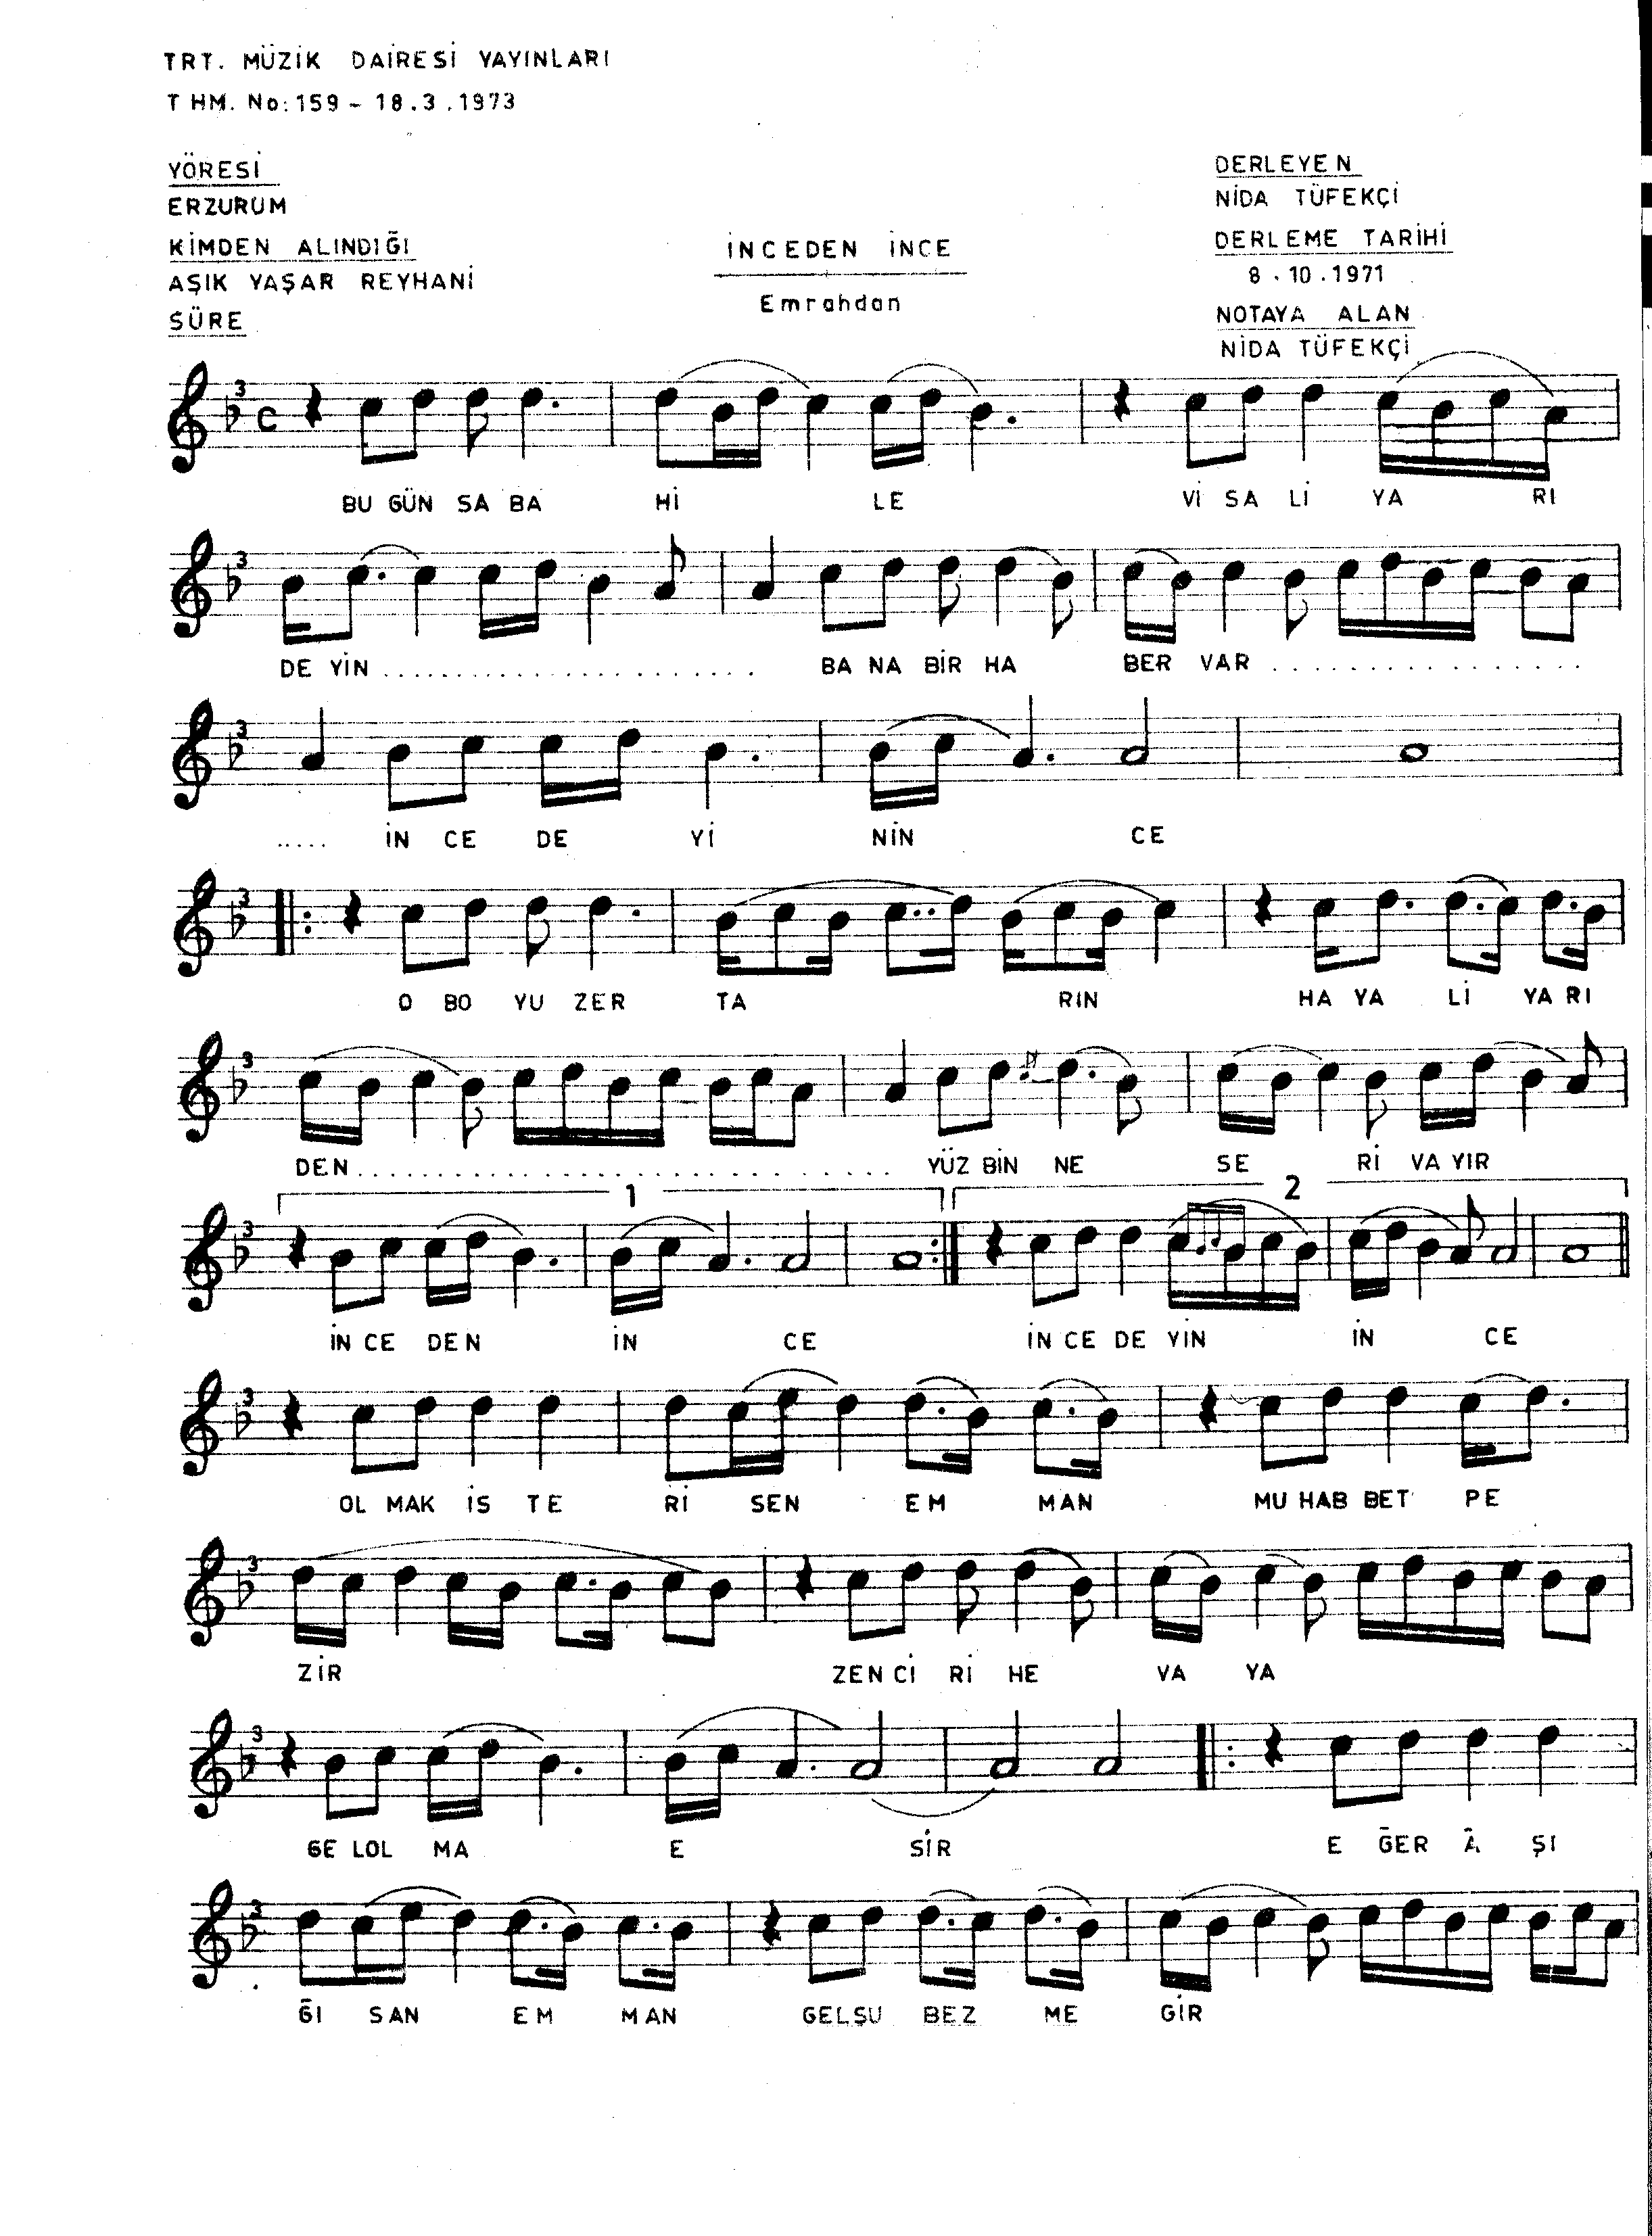 TRT. MÜZİK DAİRESİ YAYINLARI
THM. No: 159 - 18.3.1973
YÖRESİ
ERZURUM
KİMDEN ALINDIĞI
AŞIK YAŞAR REYHANİ
SÜRE
İNCEDEN İNCE
Emrahdan
DERLEYEN
NİDA TÜFEKÇİ
DERLEME TARİHİ
8.10.1971
NOTAYA ALAN
NİDA TÜFEKÇİ
BU GÜN SA BA Hİ LE Vİ SA Lİ YA RI
DE YİN ...................... BA NA BİR HA BER VAR ..............
..... İN CE DE Yİ NİN CE
O BO YU ZER TA RIN HA YA Lİ YA RI
DEN ................................. YÜZ BİN NE SE Rİ VA YIR
1 2
İN CE DEN İN CE İN CE DE YİN İN CE
OL MAK İS TE Rİ SEN EM MAN MU HAB BET PE
ZİR ZEN Cİ Rİ HE VA YA
GE LOL MA E SİR E ĞER Â ŞI
ĞI SAN EM MAN GEL ŞU BEZ ME GİR